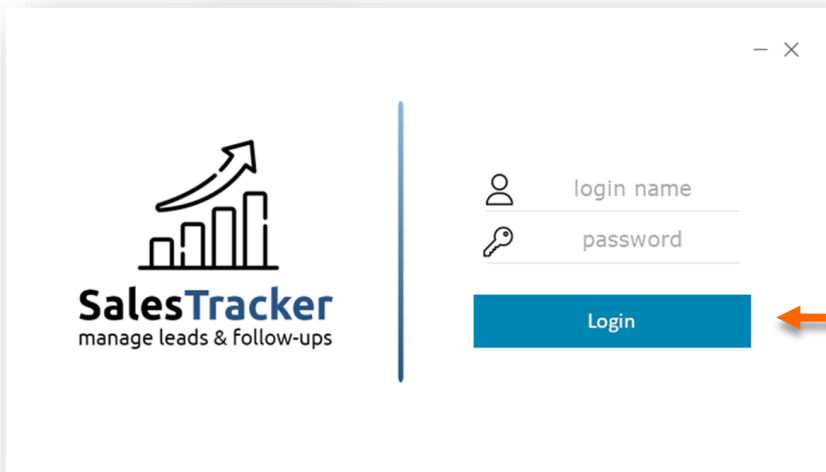 SalesTracker
manage leads & follow-ups
login name
password
Login